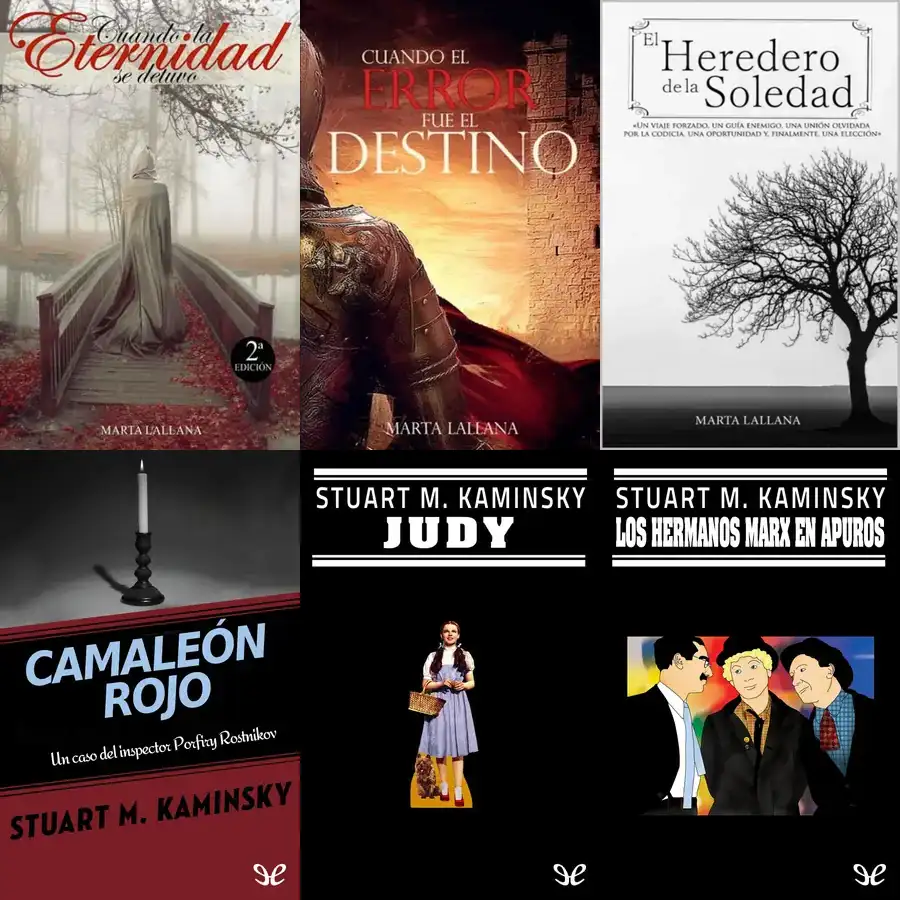 Cuando la
Eternidad
se detuvo
2ª
EDICIÓN
MARTA LALLANA
CUANDO EL
ERROR
FUE EL
DESTINO
MARTA LALLANA
El
Heredero
de la
Soledad
«UN VIAJE FORZADO, UN GUÍA ENEMIGO, UNA UNIÓN OLVIDADA
POR LA CODICIA, UNA OPORTUNIDAD Y, FINALMENTE, UNA ELECCIÓN»
MARTA LALLANA
CAMALEÓN
ROJO
Un caso del inspector Porfiry Rostnikov
STUART M. KAMINSKY
STUART M. KAMINSKY
JUDY
STUART M. KAMINSKY
LOS HERMANOS MARX EN APUROS